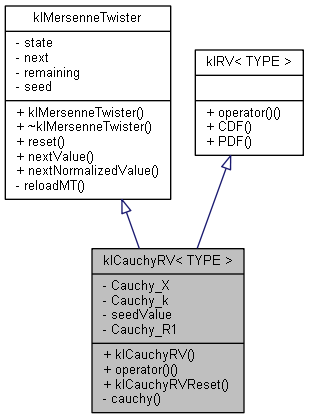 klMersenneTwister
- state
- next
- remaining
- seed
+ klMersenneTwister()
+ ~klMersenneTwister()
+ reset()
+ nextValue()
+ nextNormalizedValue()
- reloadMT()
klRV< TYPE >
+ operator()()
+ CDF()
+ PDF()
klCauchyRV< TYPE >
- Cauchy_X
- Cauchy_k
- seedValue
- Cauchy_R1
+ klCauchyRV()
+ operator()()
+ klCauchyRVReset()
- cauchy()